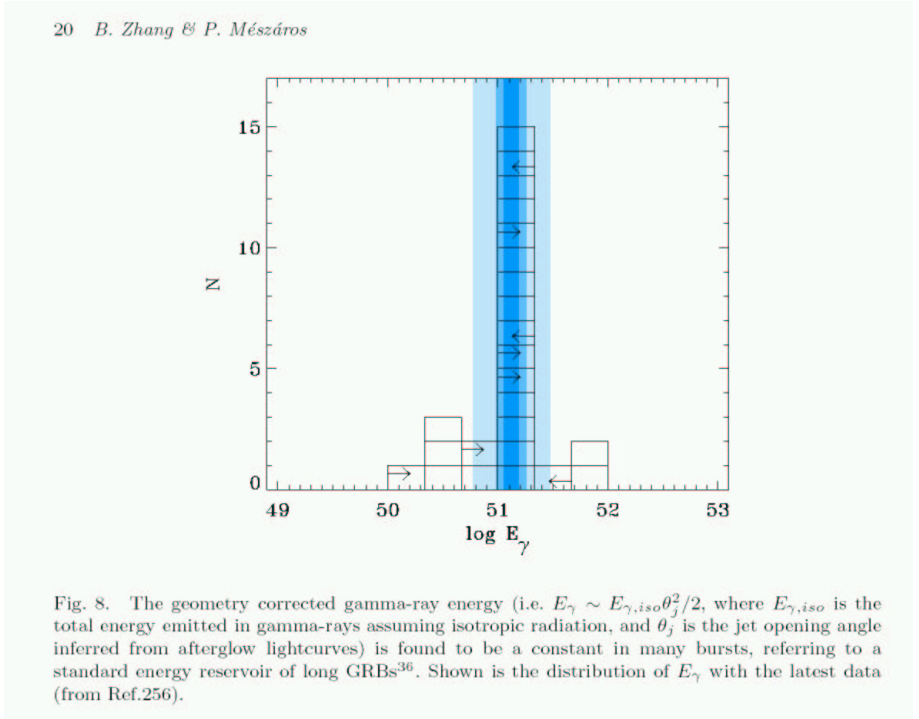 20 B. Zhang & P. Mészáros
15
10
N
5
0
49 50 51 52 53
log E_γ
Fig. 8. The geometry corrected gamma-ray energy (i.e. E_γ ∼ E_{γ,iso}θ_j^2/2, where E_{γ,iso} is the
total energy emitted in gamma-rays assuming isotropic radiation, and θ_j is the jet opening angle
inferred from afterglow lightcurves) is found to be a constant in many bursts, referring to a
standard energy reservoir of long GRBs^36. Shown is the distribution of E_γ with the latest data
(from Ref.256).